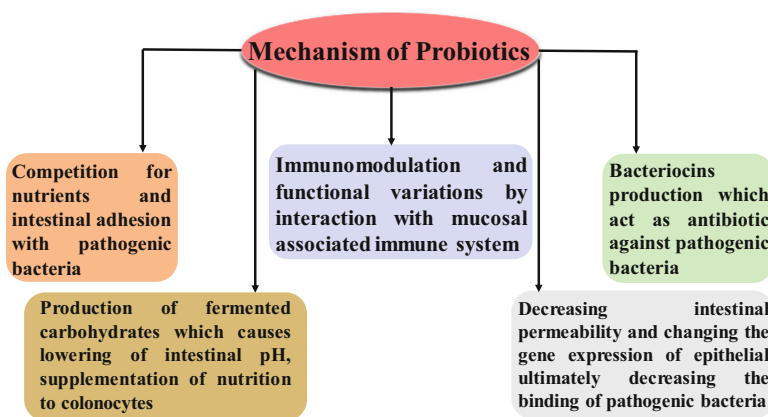 Mechanism of Probiotics
Competition for
nutrients and
intestinal adhesion
with pathogenic
bacteria
Immunomodulation and
functional variations by
interaction with mucosal
associated immune system
Bacteriocins
production which
act as antibiotic
against pathogenic
bacteria
Production of fermented
carbohydrates which causes
lowering of intestinal pH,
supplementation of nutrition
to colonocytes
Decreasing intestinal
permeability and changing the
gene expression of epithelial
ultimately decreasing the
binding of pathogenic bacteria